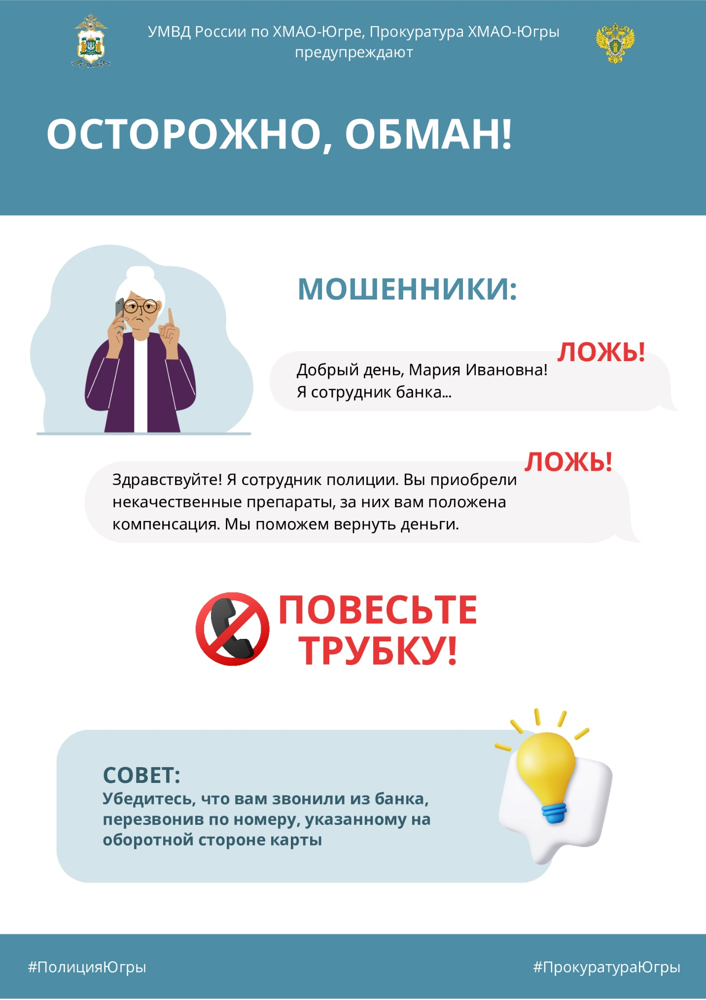 УМВД России по ХМАО-Югре, Прокуратура ХМАО-Югры
предупреждают
ОСТОРОЖНО, ОБМАН!
МОШЕННИКИ:
ЛОЖЬ!
Добрый день, Мария Ивановна!
Я сотрудник банка...
ЛОЖЬ!
Здравствуйте! Я сотрудник полиции. Вы приобрели
некачественные препараты, за них вам положена
компенсация. Мы поможем вернуть деньги.
ПОВЕСЬТЕ
ТРУБКУ!
СОВЕТ:
Убедитесь, что вам звонили из банка,
перезвонив по номеру, указанному на
оборотной стороне карты
#ПолицияЮгры
#ПрокуратураЮгры